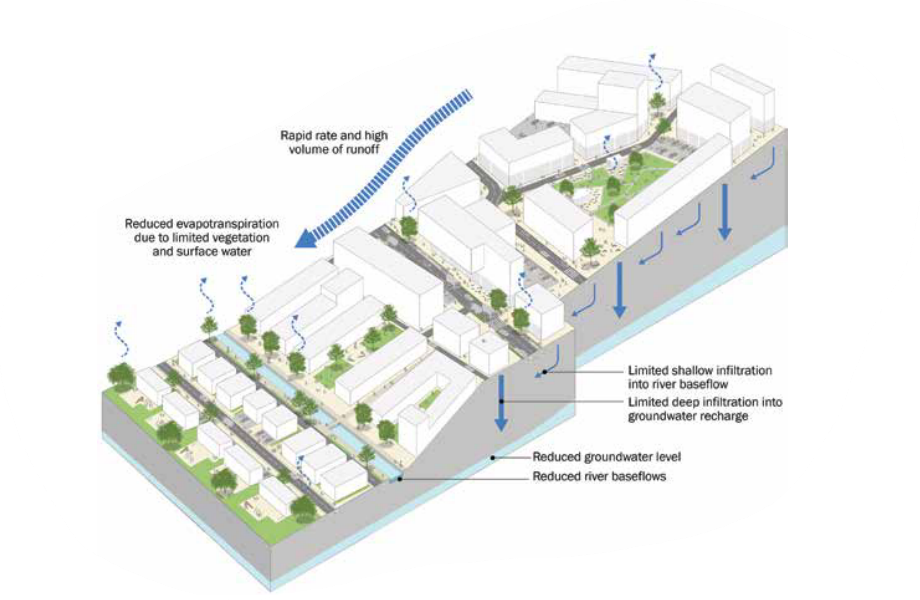 Rapid rate and high
volume of runoff
Reduced evapotranspiration
due to limited vegetation
and surface water
Limited shallow infiltration
into river baseflow
Limited deep infiltration into
groundwater recharge
Reduced groundwater level
Reduced river baseflows